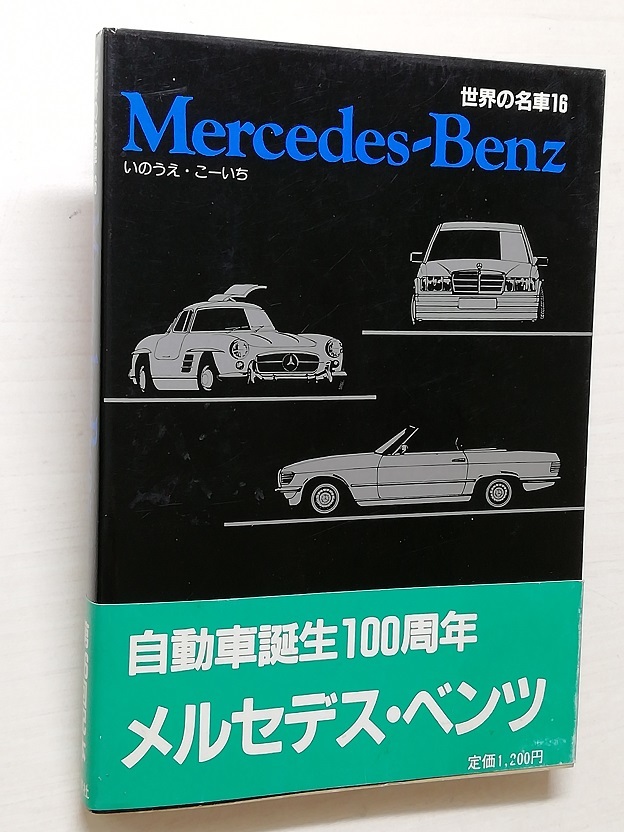 世界の名車16
Mercedes-Benz
いのうえ・こーいち
自動車誕生100周年
メルセデス・ベンツ
定価1,200円